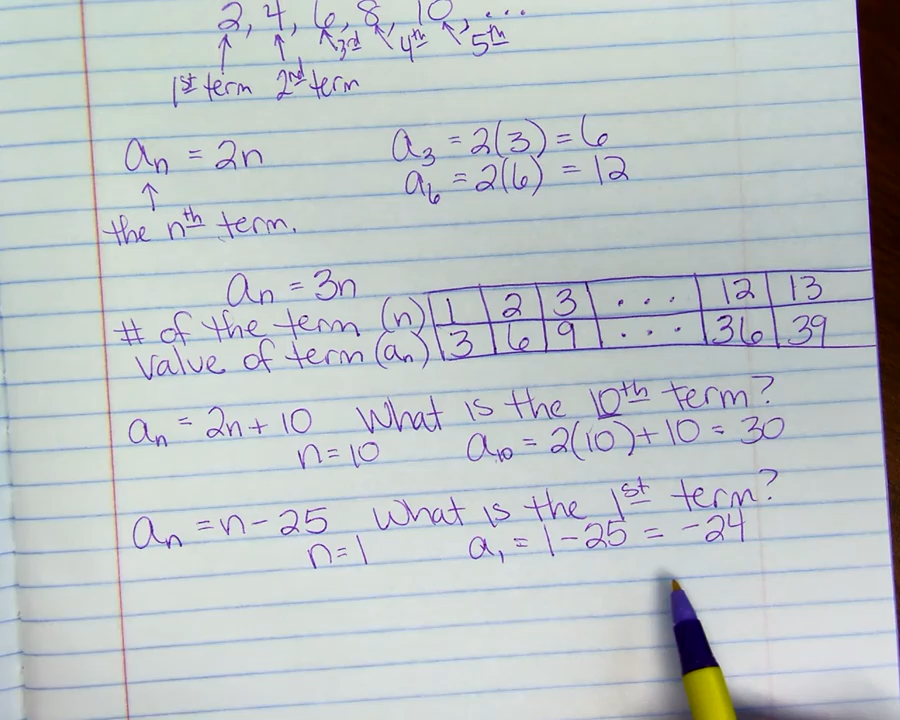 2, 4, 6, 8, 10, ...
1st term 2nd term 3rd 4th 5th
an = 2n a3 = 2(3) = 6
a6 = 2(6) = 12
the nth term.
an = 3n
# of the term (n) 1 2 3 ... 12 13
value of term (an) 3 6 9 ... 36 39
an = 2n + 10 What is the 10th term?
n = 10 a10 = 2(10) + 10 = 30
an = n - 25 What is the 1st term?
n = 1 a1 = 1 - 25 = -24